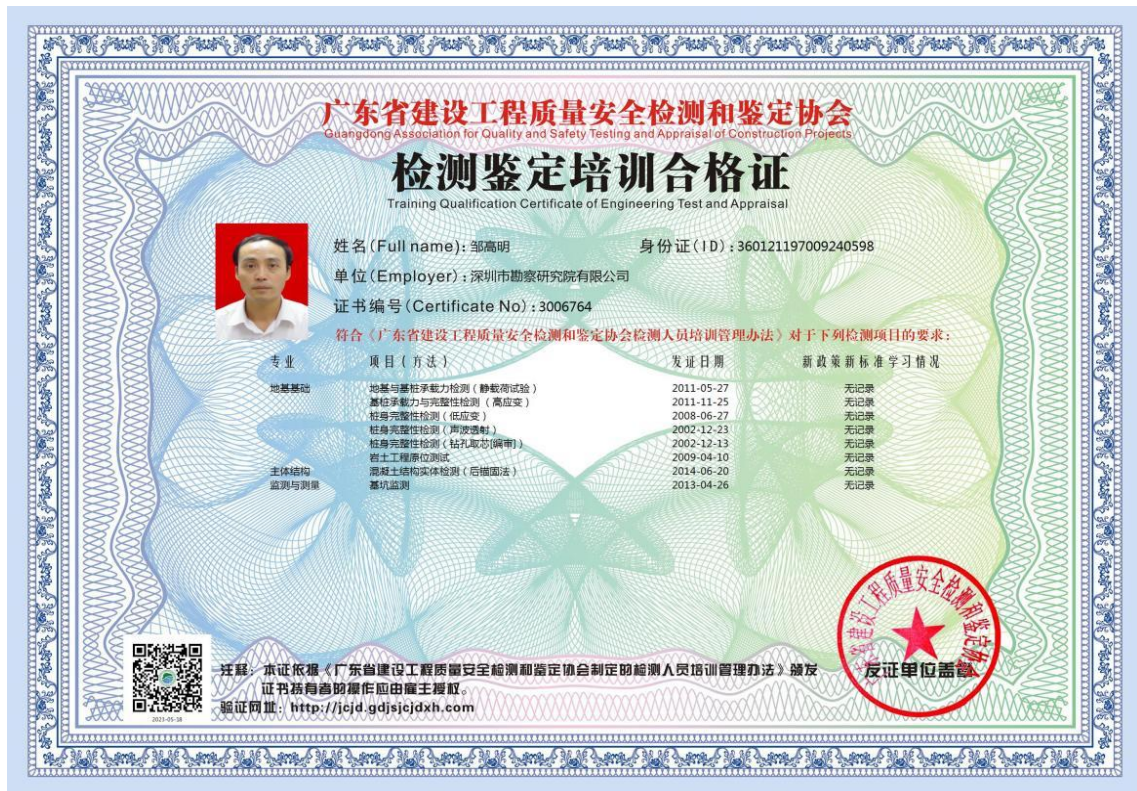 广东省建设工程质量安全检测和鉴定协会
Guangdong Association for Quality and Safety Testing and Appraisal of Construction Projects
检测鉴定培训合格证
Training Qualification Certificate of Engineering Test and Appraisal
姓名(Full name): 邹高明 身份证(ID): 360121197009240598
单位(Employer): 深圳市勘察研究院有限公司
证书编号(Certificate No): 3006764
符合《广东省建设工程质量安全检测和鉴定协会检测人员培训管理办法》对于下列检测项目的要求:
专业 项目(方法) 发证日期 新政策新标准学习情况
地基基础 地基与基桩承载力检测(静载荷试验) 2011-05-27 无记录
基桩承载力与完整性检测(高应变) 2011-11-25 无记录
桩身完整性检测(低应变) 2008-06-27 无记录
桩身完整性检测(声波透射) 2002-12-23 无记录
桩身完整性检测(钻孔取芯[编审]) 2002-12-13 无记录
岩土工程原位测试 2009-04-10 无记录
主体结构 混凝土结构实体检测(后锚固法) 2014-06-20 无记录
监测与测量 基坑监测 2013-04-26 无记录
广东省建设工程质量安全检测和鉴定协会
发证单位盖章
注释: 本证依据《广东省建设工程质量安全检测和鉴定协会制定的检测人员培训管理办法》颁发
证书持有者的操作应由雇主授权。
验证网址: http://jcjd.gdjsjcjdxh.com
2021-05-18